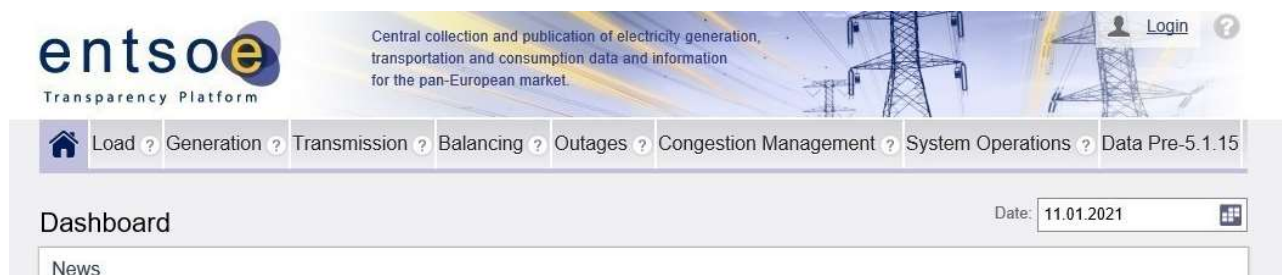 entsoe
Transparency Platform
Central collection and publication of electricity generation,
transportation and consumption data and information
for the pan-European market.
Login ?
Load ? Generation ? Transmission ? Balancing ? Outages ? Congestion Management ? System Operations ? Data Pre-5.1.15
Dashboard
Date: 11.01.2021
News